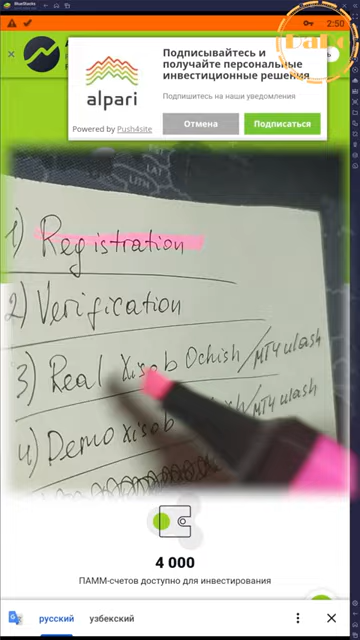 BlueStacks
2:50
Подписывайтесь и
получайте персональные
инвестиционные решения
Подпишитесь на наши уведомления
alpari
Powered by Push4site
Отмена
Подписаться
1) Registration
2) Verification
3) Real Xisob Ochish / MT4 ulash
4) Demo Xisob / MT4 ulash
4 000
ПАММ-счетов доступно для инвестирования
русский
узбекский